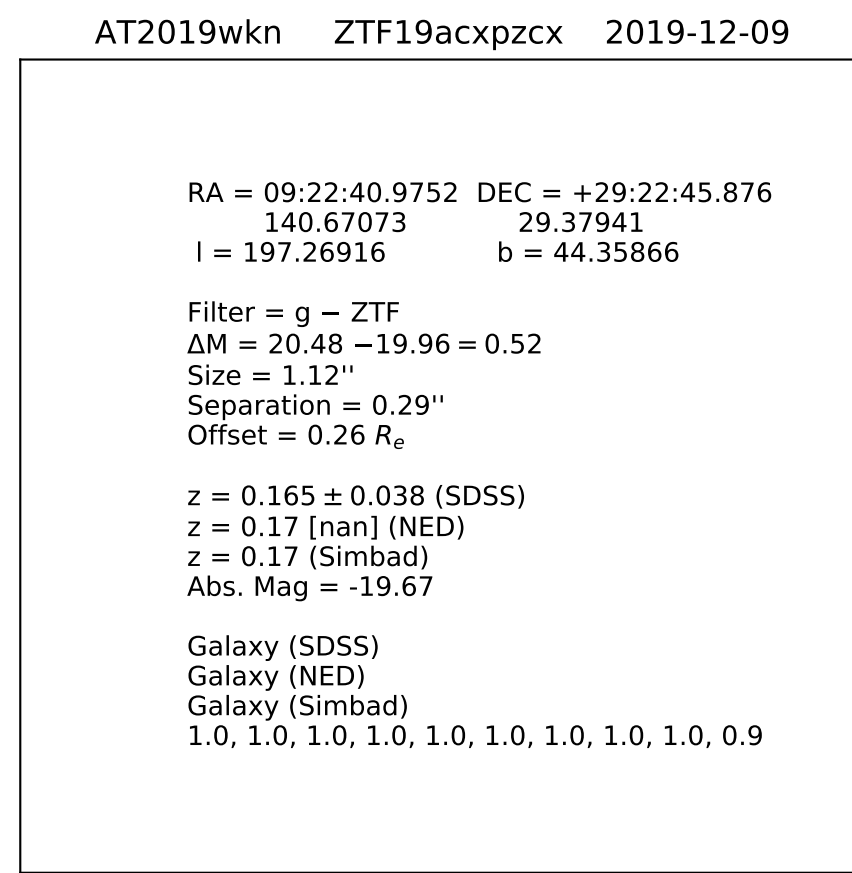 AT2019wkn ZTF19acxpzcx 2019-12-09
RA = 09:22:40.9752 DEC = +29:22:45.876
140.67073 29.37941
l = 197.26916 b = 44.35866
Filter = g − ZTF
ΔM = 20.48 −19.96 = 0.52
Size = 1.12''
Separation = 0.29''
Offset = 0.26 Rₑ
z = 0.165 ± 0.038 (SDSS)
z = 0.17 [nan] (NED)
z = 0.17 (Simbad)
Abs. Mag = -19.67
Galaxy (SDSS)
Galaxy (NED)
Galaxy (Simbad)
1.0, 1.0, 1.0, 1.0, 1.0, 1.0, 1.0, 1.0, 1.0, 0.9